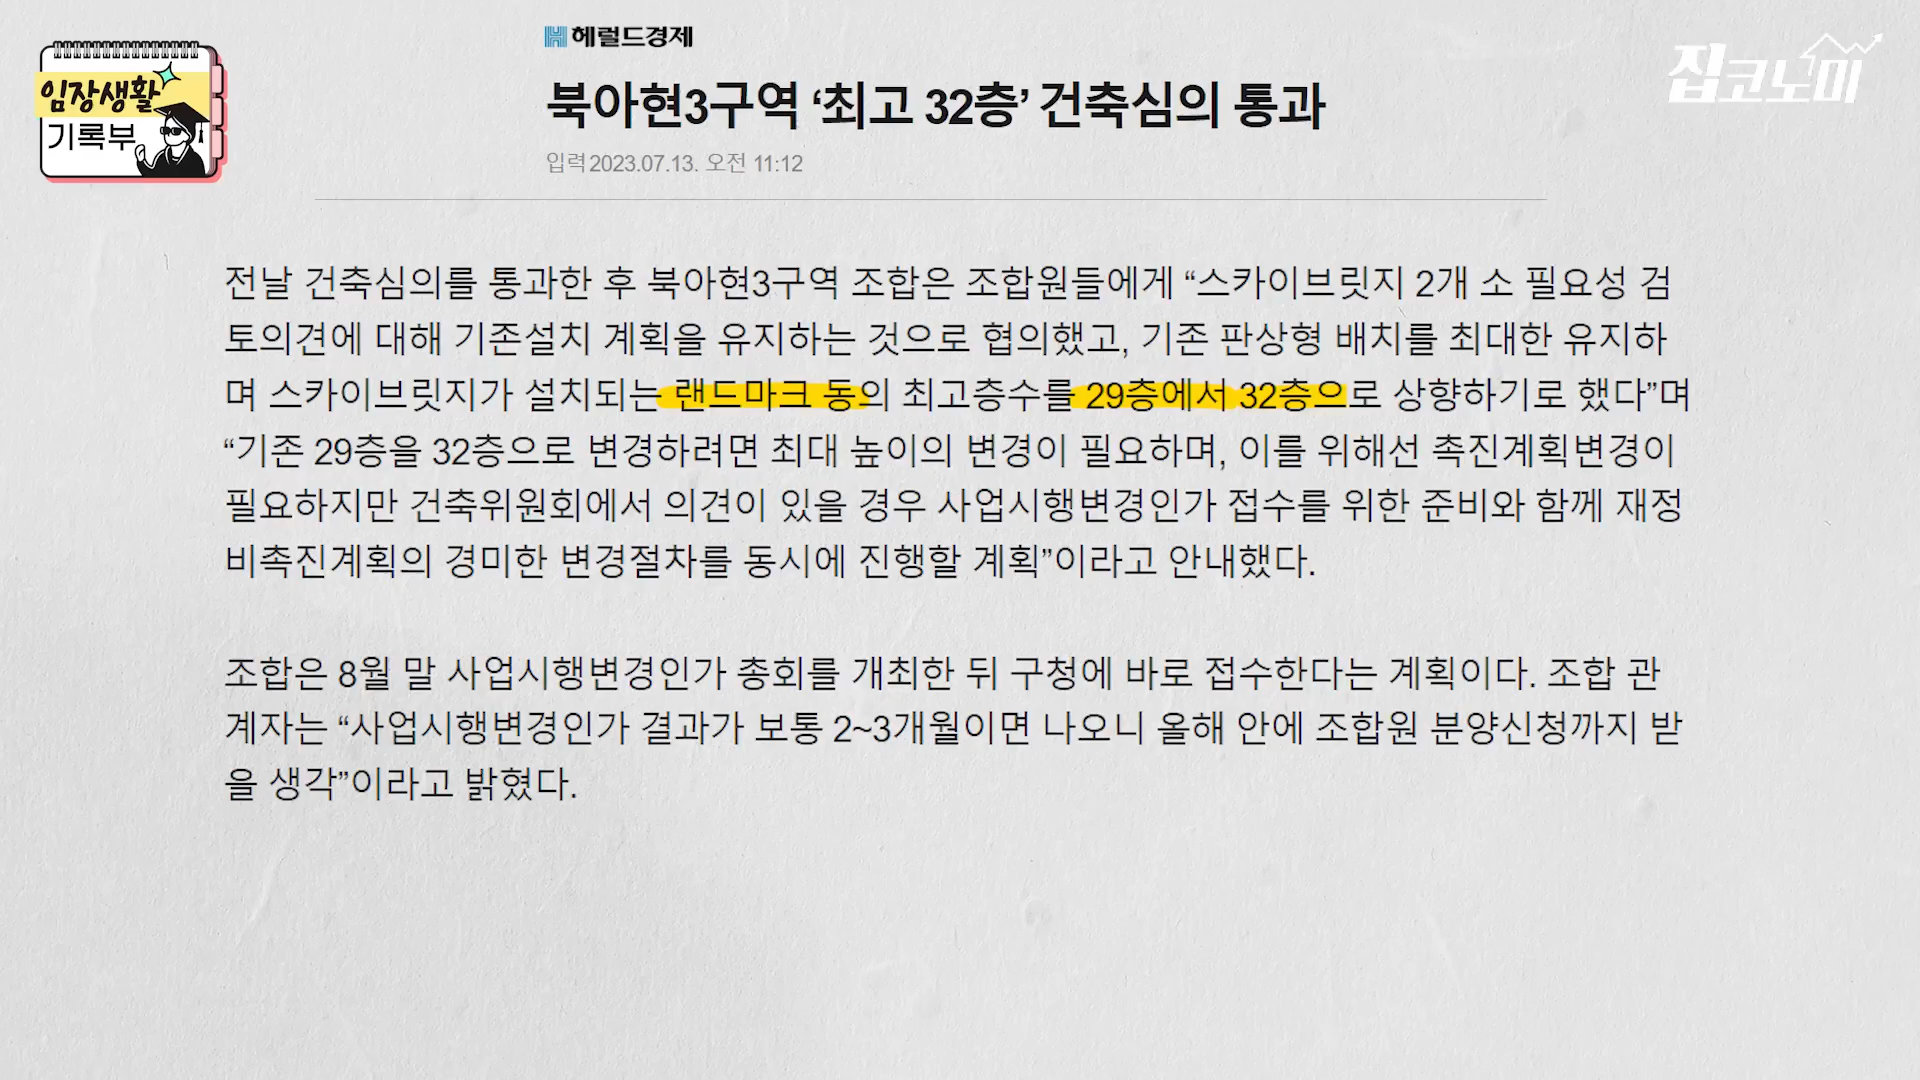 헤럴드경제
임장생활
기록부
집코노미
북아현3구역 ‘최고 32층’ 건축심의 통과
입력 2023.07.13. 오전 11:12
전날 건축심의를 통과한 후 북아현3구역 조합은 조합원들에게 “스카이브릿지 2개 소 필요성 검
토의견에 대해 기존설치 계획을 유지하는 것으로 협의했고, 기존 판상형 배치를 최대한 유지하
며 스카이브릿지가 설치되는 랜드마크 동의 최고층수를 29층에서 32층으로 상향하기로 했다”며
“기존 29층을 32층으로 변경하려면 최대 높이의 변경이 필요하며, 이를 위해선 촉진계획변경이
필요하지만 건축위원회에서 의견이 있을 경우 사업시행변경인가 접수를 위한 준비와 함께 재정
비촉진계획의 경미한 변경절차를 동시에 진행할 계획”이라고 안내했다.
조합은 8월 말 사업시행변경인가 총회를 개최한 뒤 구청에 바로 접수한다는 계획이다. 조합 관
계자는 “사업시행변경인가 결과가 보통 2~3개월이면 나오니 올해 안에 조합원 분양신청까지 받
을 생각”이라고 밝혔다.